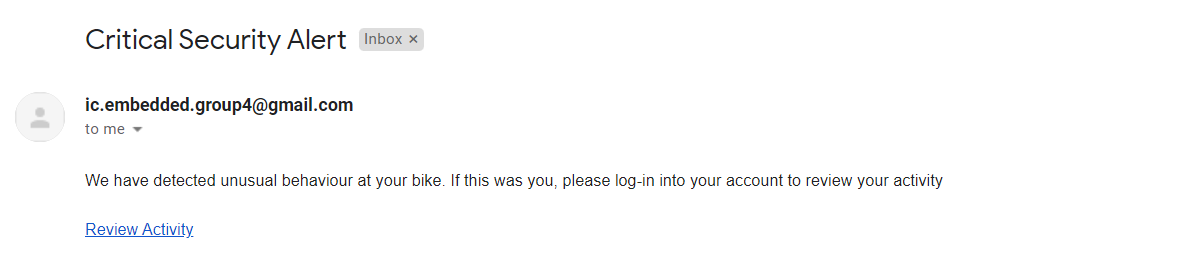 Critical Security Alert Inbox ×
ic.embedded.group4@gmail.com
to me
We have detected unusual behaviour at your bike. If this was you, please log-in into your account to review your activity
Review Activity